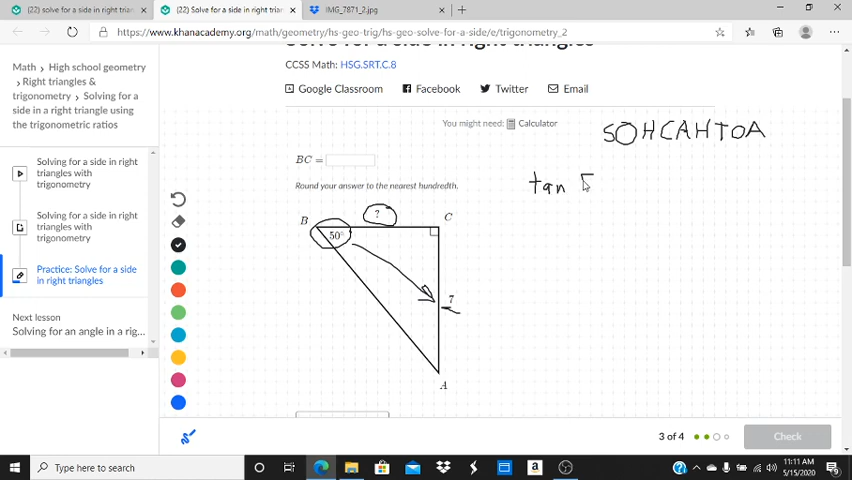 (22) solve for a side in right trian
(22) Solve for a side in right trian
IMG_7871_2.jpg
https://www.khanacademy.org/math/geometry/hs-geo-trig/hs-geo-solve-for-a-side/e/trigonometry_2
Solve for a side in right triangles
CCSS Math: HSG.SRT.C.8
Google Classroom
Facebook
Twitter
Email
Math › High school geometry
› Right triangles &
trigonometry › Solving for a
side in a right triangle using
the trigonometric ratios
Solving for a side in right
triangles with
trigonometry
Solving for a side in right
triangles with
trigonometry
Practice: Solve for a side
in right triangles
Next lesson
Solving for an angle in a rig...
You might need:
Calculator
SOHCAHTOA
BC =
Round your answer to the nearest hundredth.
tan 5
B
?
C
50°
7
A
3 of 4
Check
Type here to search
11:11 AM
5/15/2020